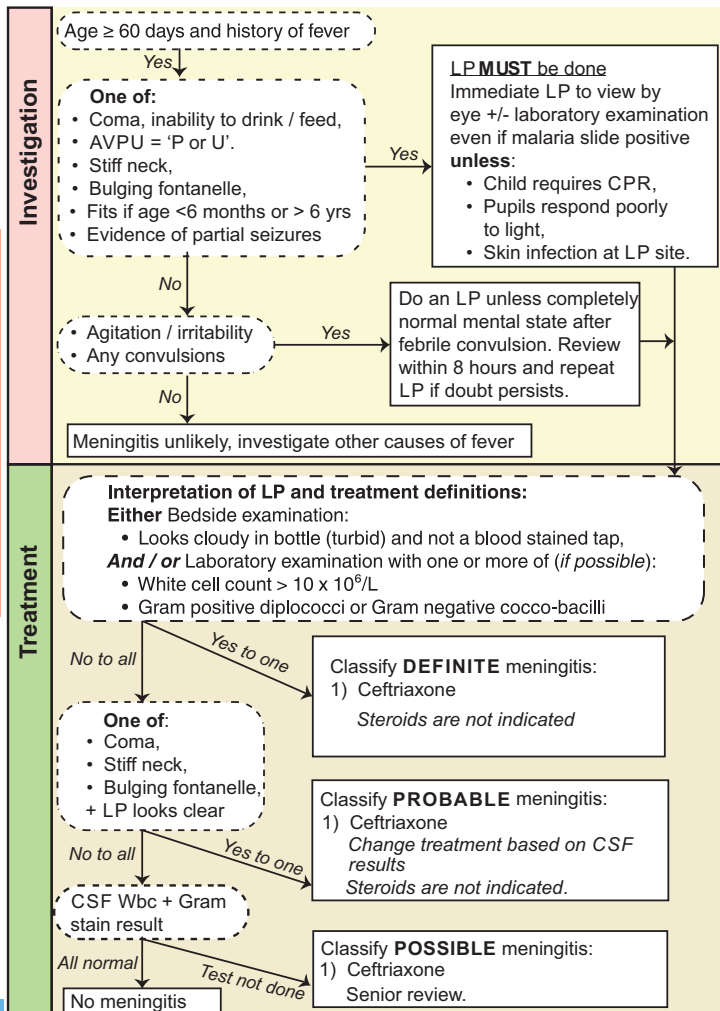 Investigation
Age ≥ 60 days and history of fever
Yes
One of:
• Coma, inability to drink / feed,
• AVPU = 'P or U'.
• Stiff neck,
• Bulging fontanelle,
• Fits if age <6 months or > 6 yrs
• Evidence of partial seizures
Yes
LP MUST be done
Immediate LP to view by
eye +/- laboratory examination
even if malaria slide positive
unless:
• Child requires CPR,
• Pupils respond poorly
to light,
• Skin infection at LP site.
No
• Agitation / irritability
• Any convulsions
Yes
Do an LP unless completely
normal mental state after
febrile convulsion. Review
within 8 hours and repeat
LP if doubt persists.
No
Meningitis unlikely, investigate other causes of fever
Treatment
Interpretation of LP and treatment definitions:
Either Bedside examination:
• Looks cloudy in bottle (turbid) and not a blood stained tap,
And / or Laboratory examination with one or more of (if possible):
• White cell count > 10 x 10⁶/L
• Gram positive diplococci or Gram negative cocco-bacilli
No to all
Yes to one
Classify DEFINITE meningitis:
1) Ceftriaxone
Steroids are not indicated
One of:
• Coma,
• Stiff neck,
• Bulging fontanelle,
+ LP looks clear
No to all
Yes to one
Classify PROBABLE meningitis:
1) Ceftriaxone
Change treatment based on CSF
results
Steroids are not indicated.
CSF Wbc + Gram
stain result
All normal
Test not done
Classify POSSIBLE meningitis:
1) Ceftriaxone
Senior review.
No meningitis